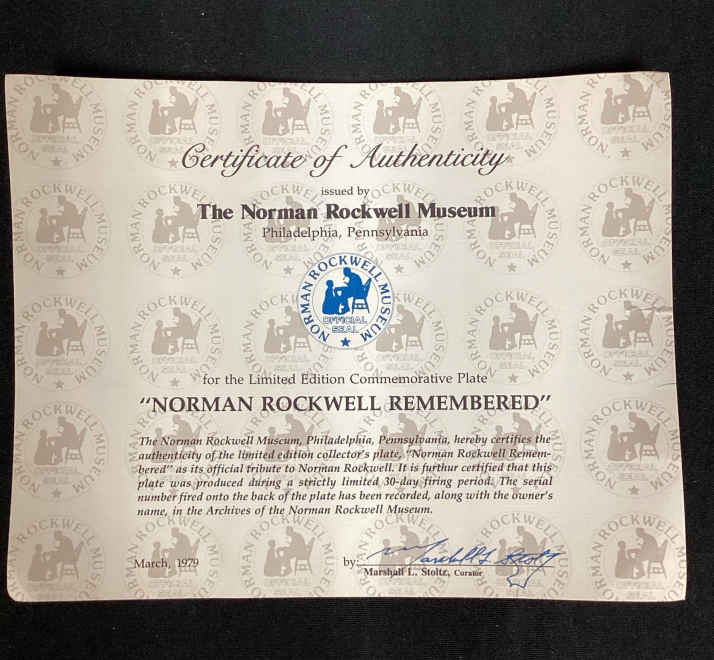 Certificate of Authenticity
issued by
The Norman Rockwell Museum
Philadelphia, Pennsylvania
NORMAN ROCKWELL MUSEUM
OFFICIAL
SEAL
for the Limited Edition Commemorative Plate
"NORMAN ROCKWELL REMEMBERED"
The Norman Rockwell Museum, Philadelphia, Pennsylvania, hereby certifies the
authenticity of the limited edition collector's plate, "Norman Rockwell Remem-
bered" as its official tribute to Norman Rockwell. It is furthur certified that this
plate was produced during a strictly limited 30-day firing period. The serial
number fired onto the back of the plate has been recorded, along with the owner's
name, in the Archives of the Norman Rockwell Museum.
March, 1979
by: Marshall L. Stoltz
Marshall L. Stoltz, Curator